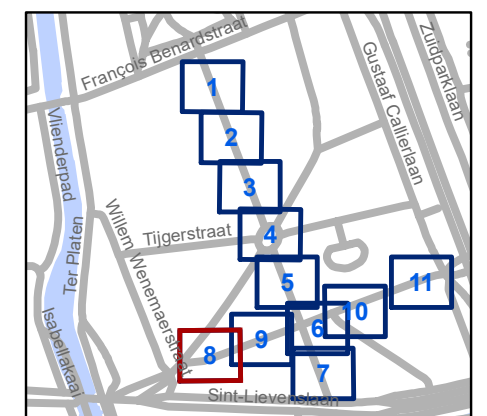 François Benardstraat
Zuidparklaan
Gustaaf Callierlaan
Vlienderpad
1
2
3
4
Tijgerstraat
Willem Wenemaerstraat
Ter Platen
5
11
10
6
9
8
7
Isabellakaai
Sint-Lievenslaan